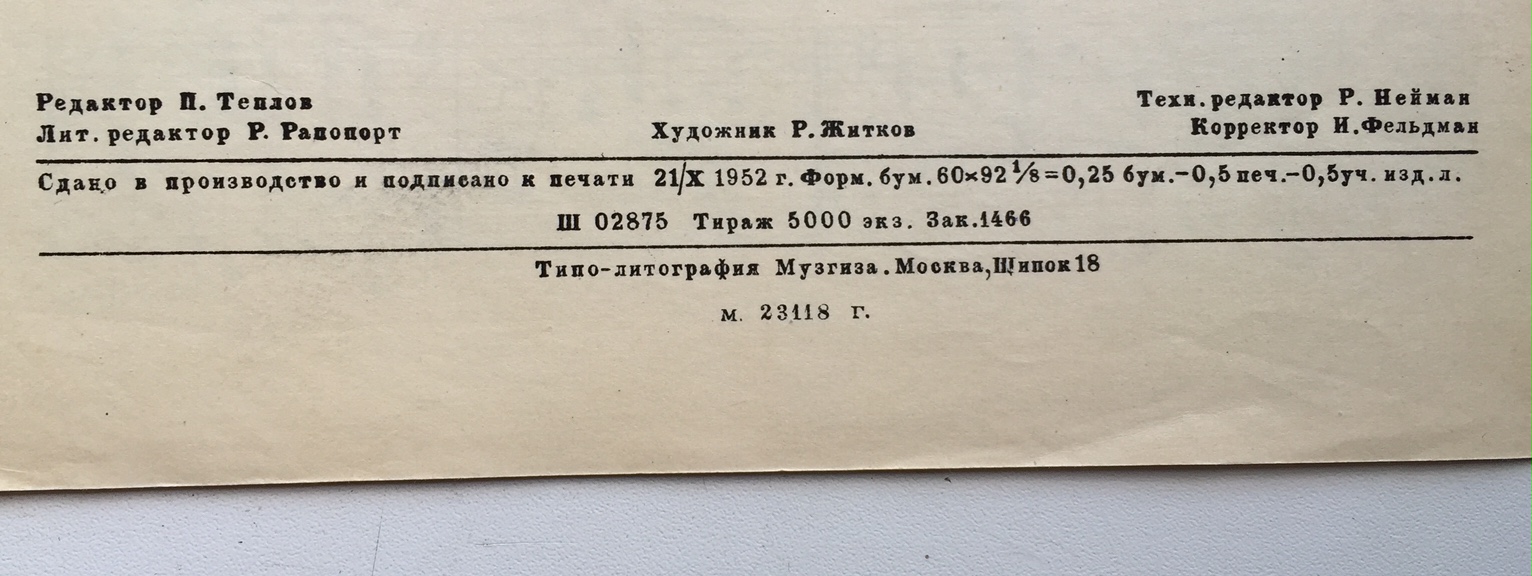 Редактор П. Теплов
Техн. редактор Р. Нейман
Лит. редактор Р. Рапопорт
Художник Р. Житков
Корректор И. Фельдман
Сдано в производство и подписано к печати 21/X 1952 г. Форм. бум. 60×92 1/8=0,25 бум.-0,5 печ.-0,5 уч. изд. л.
Ш 02875 Тираж 5000 экз. Зак. 1466
Типо-литография Музгиза. Москва, Щипок 18
м. 23118 г.